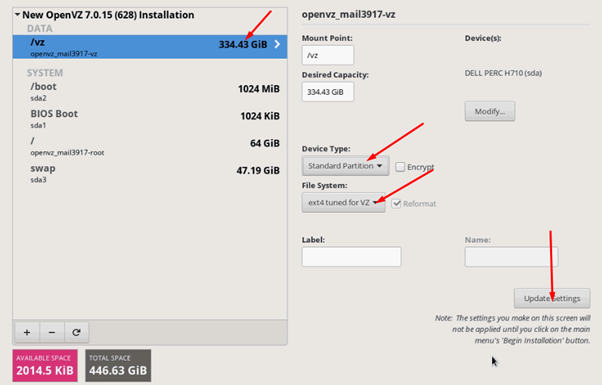 New OpenVZ 7.0.15 (628) Installation
DATA
/vz
334.43 GiB
openvz_mail3917-vz
SYSTEM
/boot
1024 MiB
sda2
BIOS Boot
1024 KiB
sda1
/
64 GiB
openvz_mail3917-root
swap
47.19 GiB
sda3
AVAILABLE SPACE
2014.5 KiB
TOTAL SPACE
446.63 GiB
openvz_mail3917-vz
Mount Point:
/vz
Device(s):
Desired Capacity:
334.43 GiB
DELL PERC H710 (sda)
Modify...
Device Type:
Standard Partition
Encrypt
File System:
ext4 tuned for VZ
Reformat
Label:
Name:
Update Settings
Note: The settings you make on this screen will
not be applied until you click on the main
menu's 'Begin Installation' button.